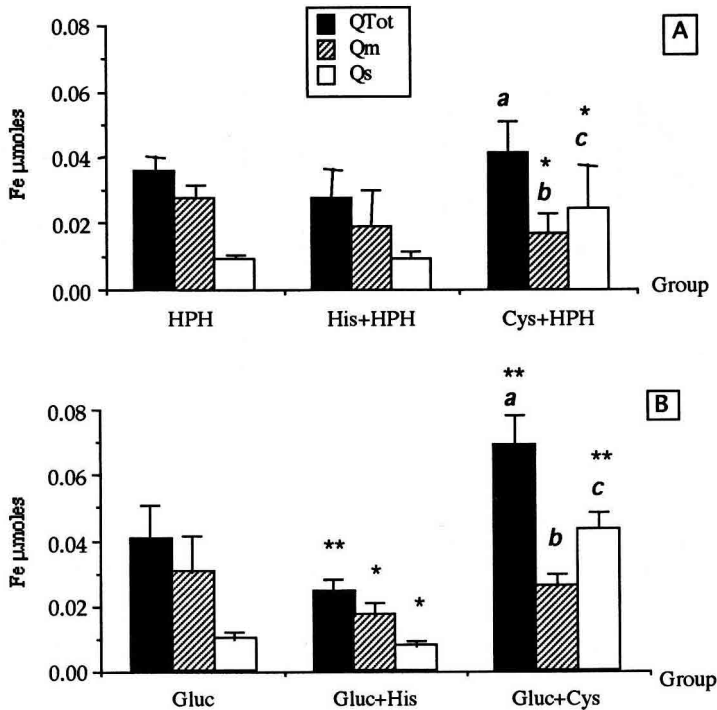 QTot
Qm
Qs
A
Fe µmoles
0.08
0.06
0.04
0.02
0.00
a
*
b
*
c
Group
HPH
His+HPH
Cys+HPH
B
Fe µmoles
0.08
0.06
0.04
0.02
0.00
**
*
*
**
a
b
**
c
Group
Gluc
Gluc+His
Gluc+Cys